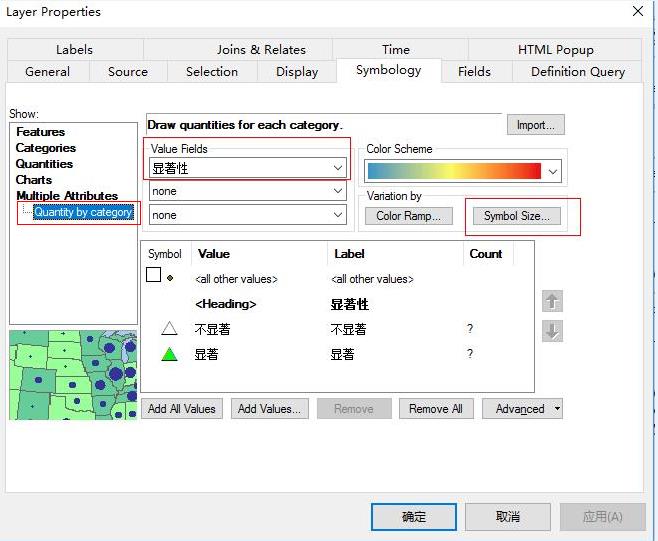 Layer Properties
Labels
Joins & Relates
Time
HTML Popup
General
Source
Selection
Display
Symbology
Fields
Definition Query
Show:
Features
Categories
Quantities
Charts
Multiple Attributes
Quantity by category
Draw quantities for each category.
Import...
Value Fields
显著性
none
none
Color Scheme
Variation by
Color Ramp...
Symbol Size...
Symbol Value Label Count
<all other values> <all other values>
<Heading> 显著性
不显著 不显著 ?
显著 显著 ?
Add All Values
Add Values...
Remove
Remove All
Advanced
确定
取消
应用(A)